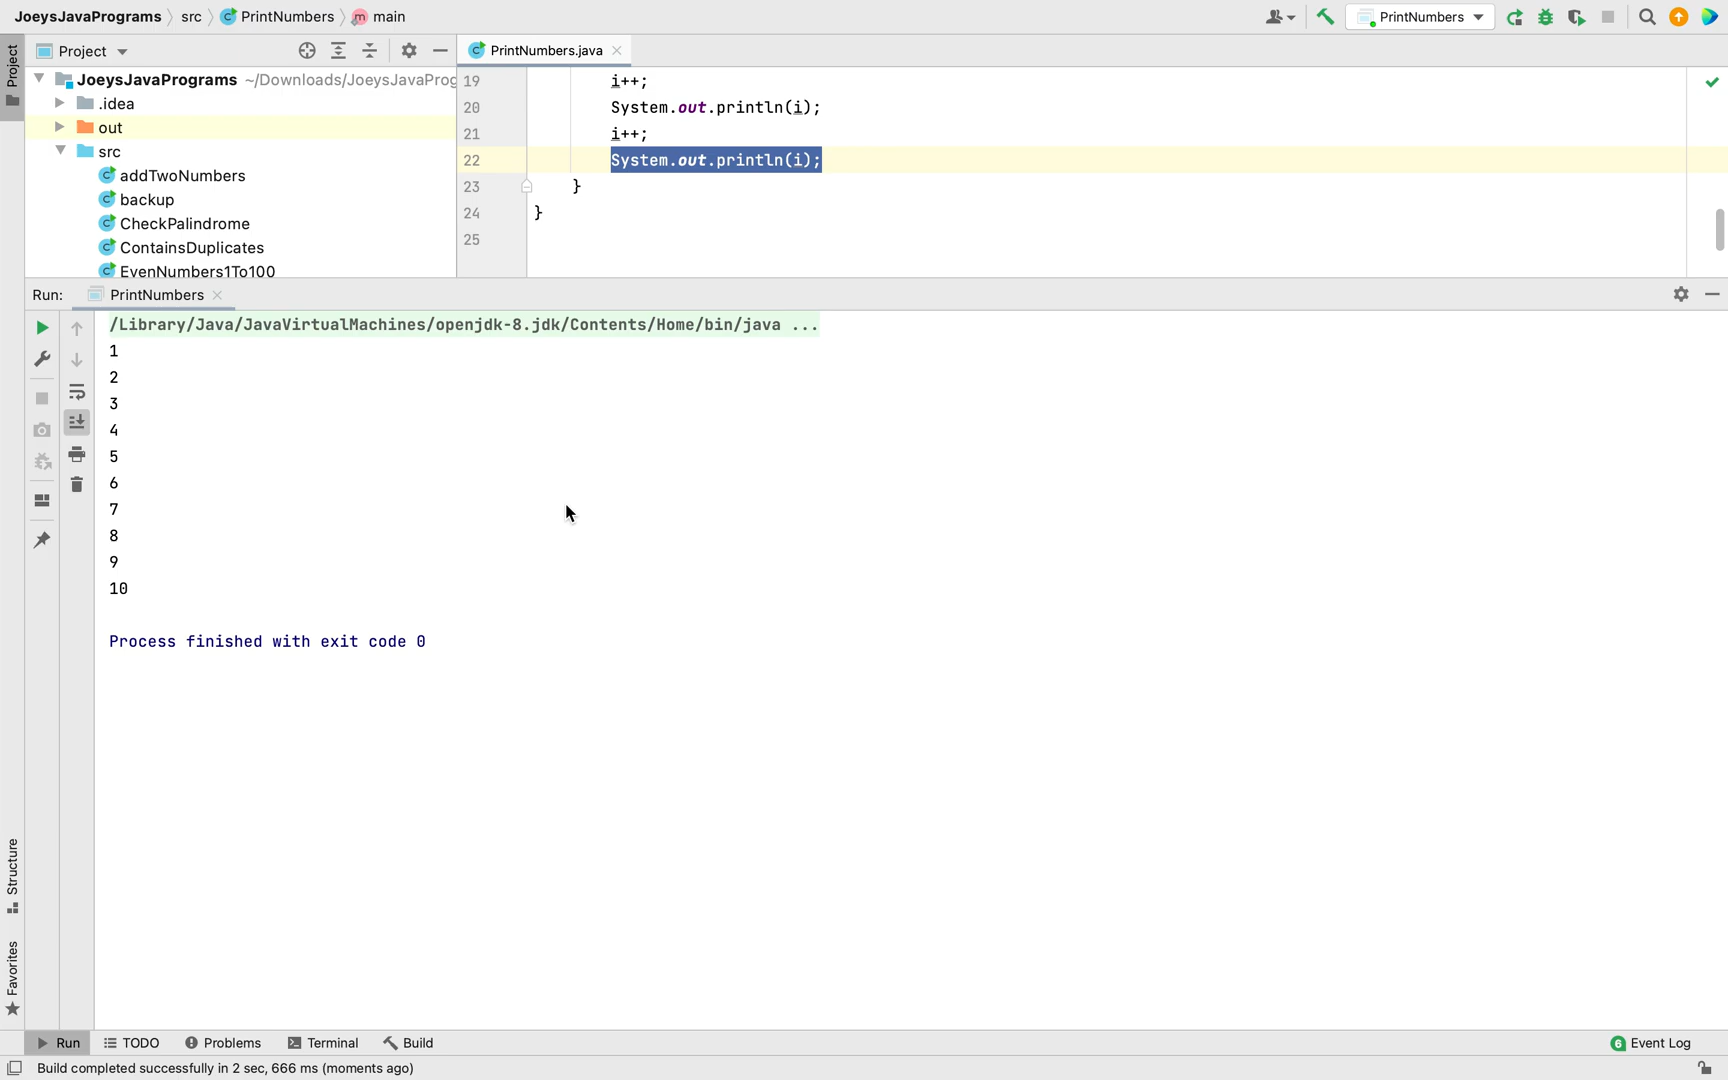 JoeysJavaPrograms src PrintNumbers main
PrintNumbers
Project
Project
PrintNumbers.java
JoeysJavaPrograms ~/Downloads/JoeysJavaProg
.idea
out
src
addTwoNumbers
backup
CheckPalindrome
ContainsDuplicates
EvenNumbers1To100
19 i++;
20 System.out.println(i);
21 i++;
22 System.out.println(i);
23 }
24 }
25
Run: PrintNumbers
/Library/Java/JavaVirtualMachines/openjdk-8.jdk/Contents/Home/bin/java ...
1
2
3
4
5
6
7
8
9
10
Process finished with exit code 0
Structure
Favorites
Run TODO Problems Terminal Build 6 Event Log
Build completed successfully in 2 sec, 666 ms (moments ago)